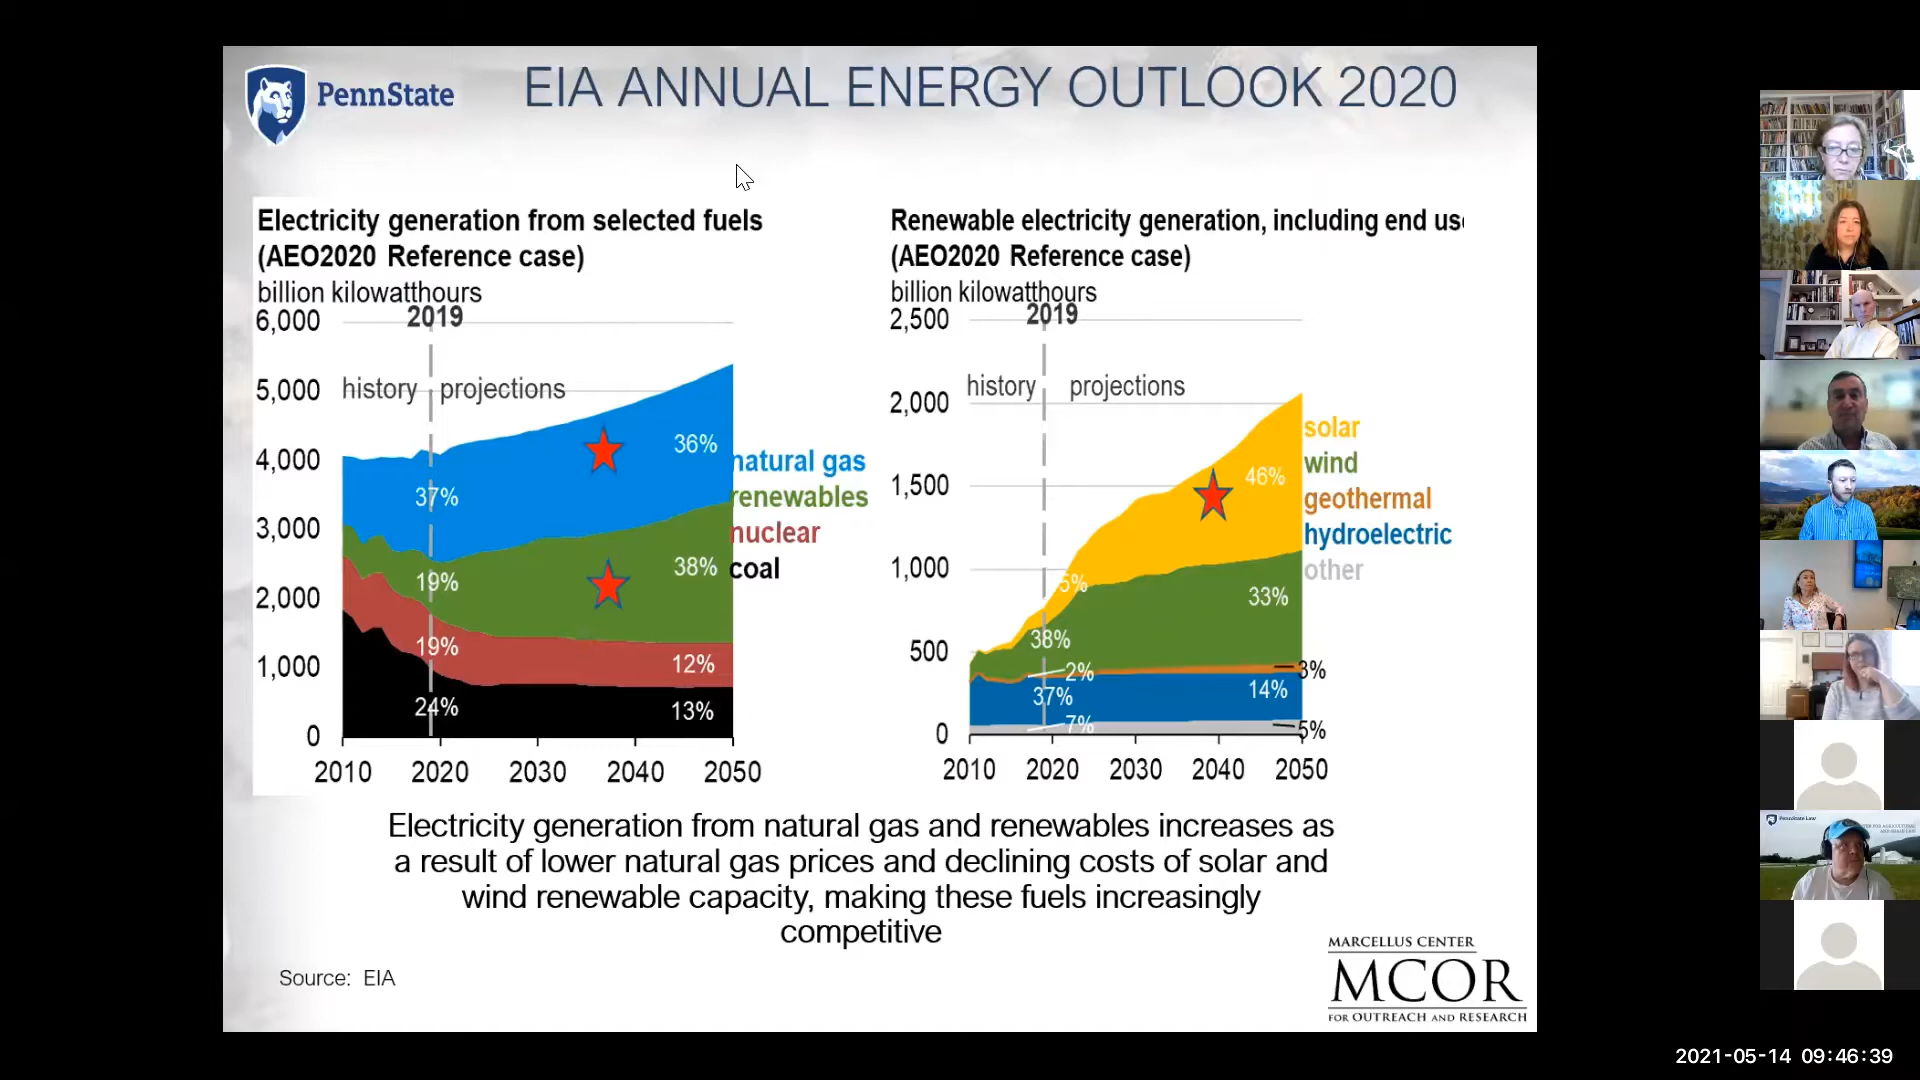 PennState
EIA ANNUAL ENERGY OUTLOOK 2020
Electricity generation from selected fuels
(AEO2020 Reference case)
billion kilowatthours
2019
6,000
5,000
4,000
3,000
2,000
1,000
0
history
projections
36%
37%
38%
19%
19%
12%
24%
13%
natural gas
renewables
nuclear
coal
2010 2020 2030 2040 2050
Renewable electricity generation, including end use
(AEO2020 Reference case)
billion kilowatthours
2019
2,500
2,000
1,500
1,000
500
0
history
projections
46%
5%
33%
38%
2%
3%
37%
14%
7%
5%
solar
wind
geothermal
hydroelectric
other
2010 2020 2030 2040 2050
Electricity generation from natural gas and renewables increases as
a result of lower natural gas prices and declining costs of solar and
wind renewable capacity, making these fuels increasingly
competitive
Source: EIA
MARCELLUS CENTER
MCOR
FOR OUTREACH AND RESEARCH
PennState Law
2021-05-14 09:46:39